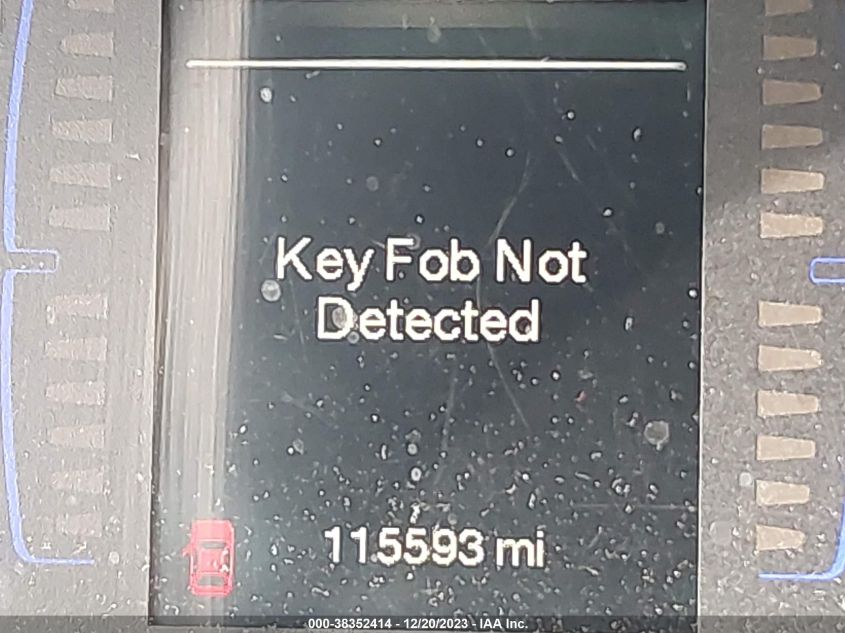 Key Fob Not
Detected
115593 mi
000-38352414 - 12/20/2023 - IAA Inc.